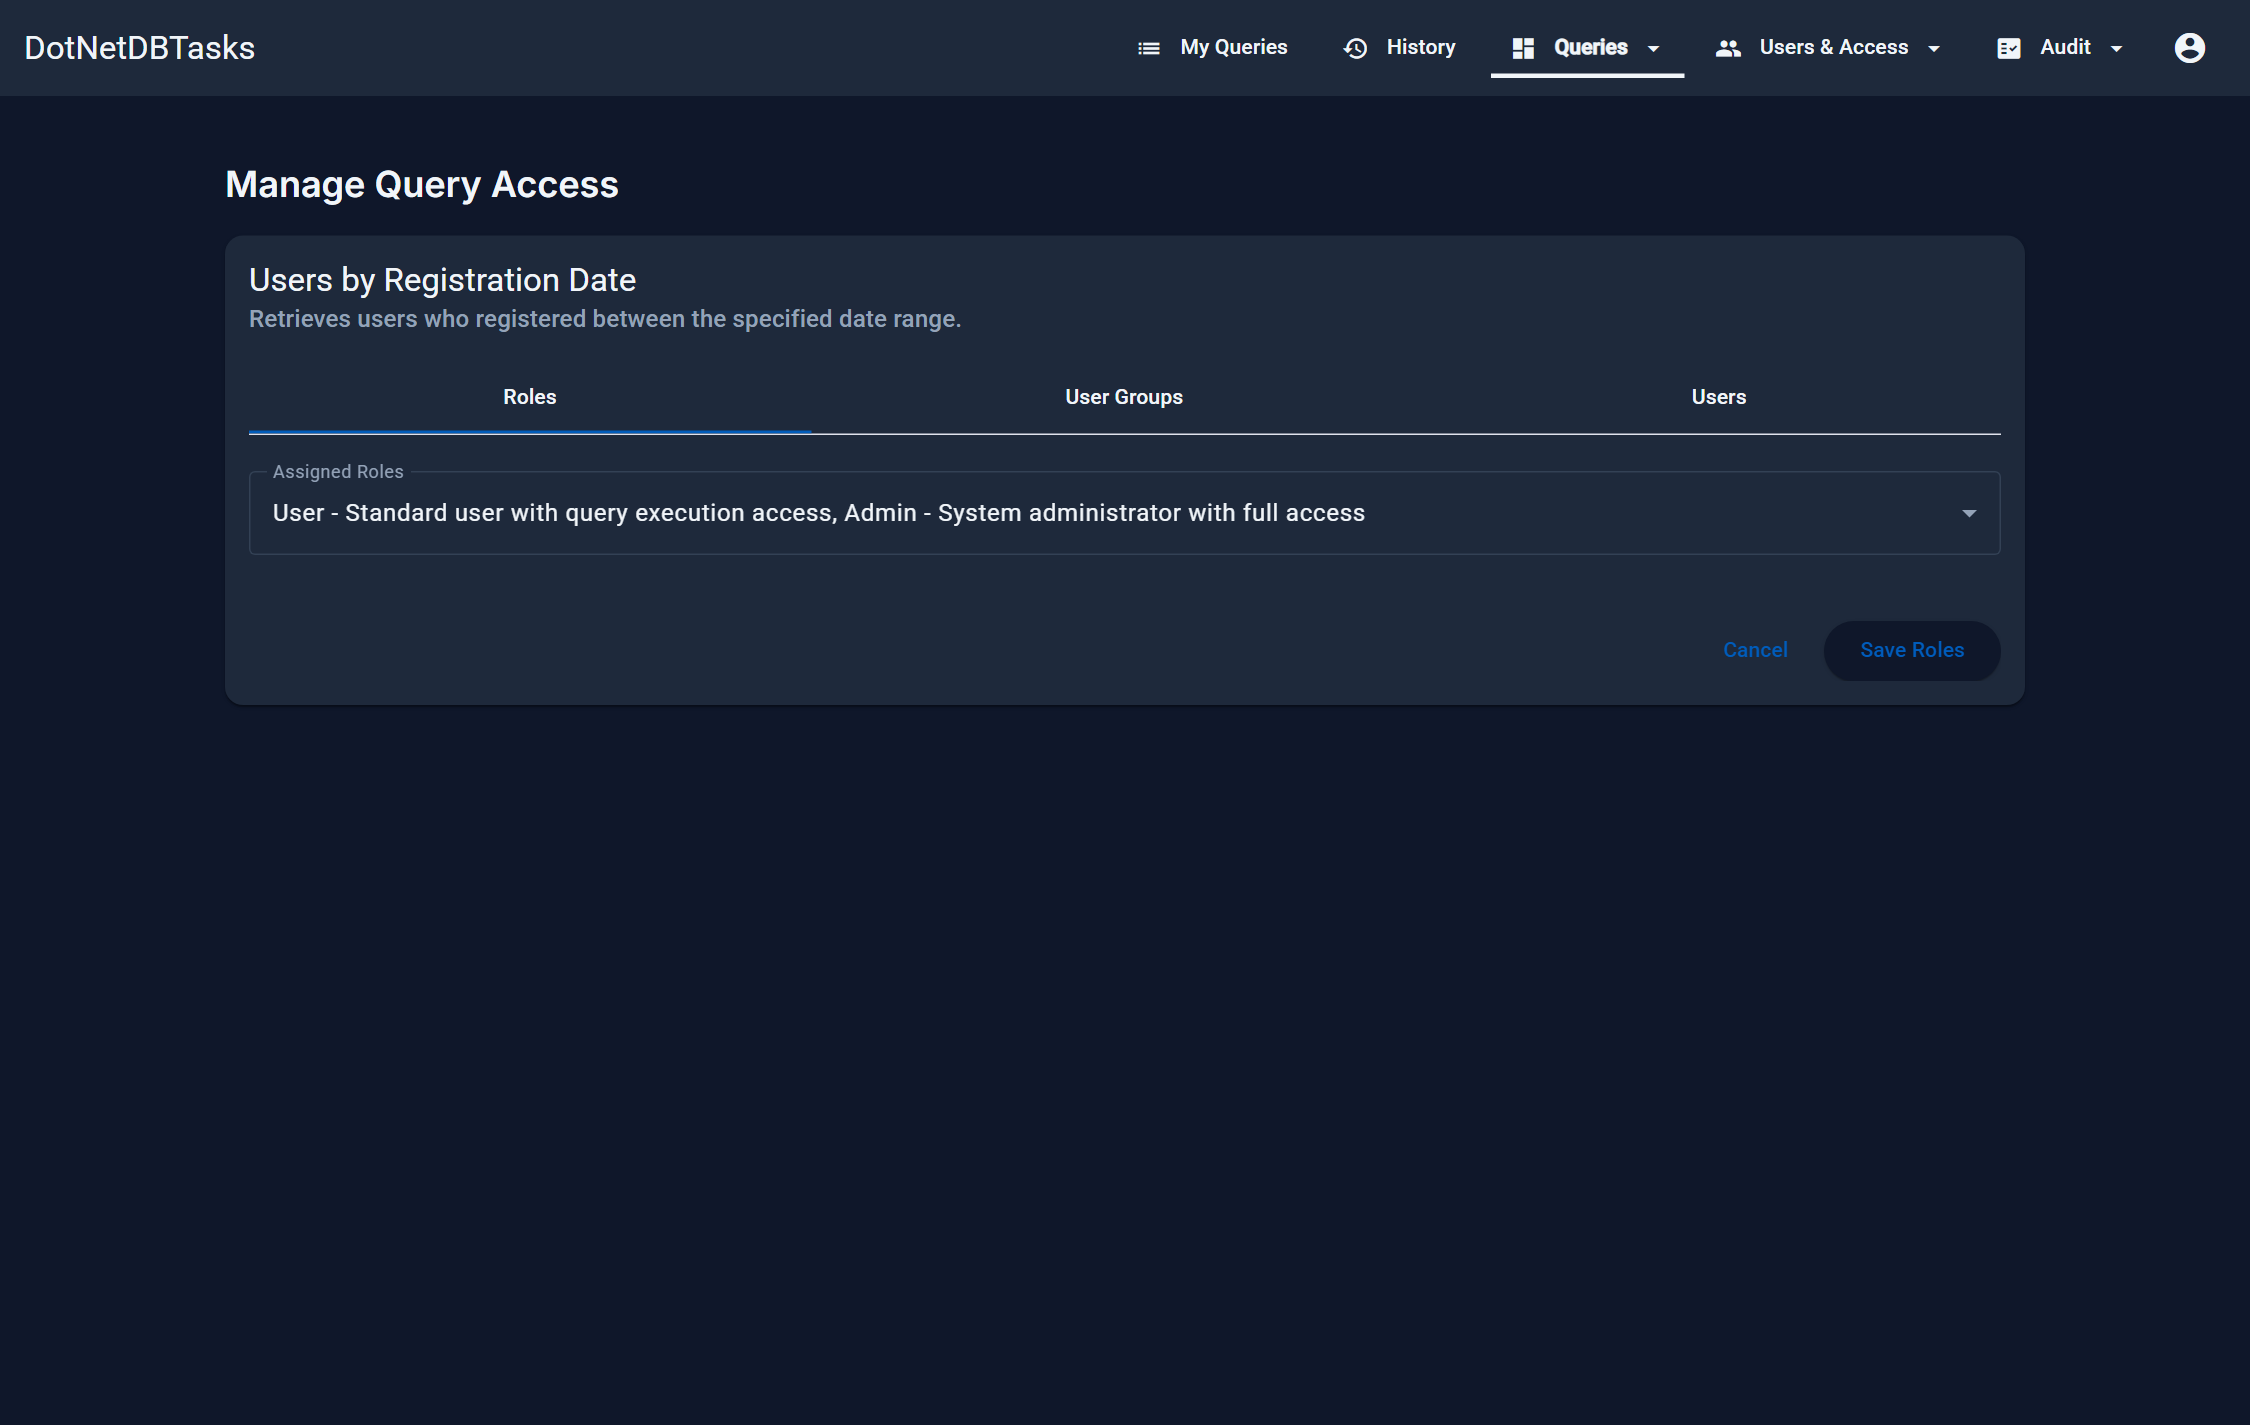 DotNetDBTasks
My Queries
History
Queries
Users & Access
Audit
Manage Query Access
Users by Registration Date
Retrieves users who registered between the specified date range.
Roles
User Groups
Users
Assigned Roles
User - Standard user with query execution access, Admin - System administrator with full access
Cancel
Save Roles